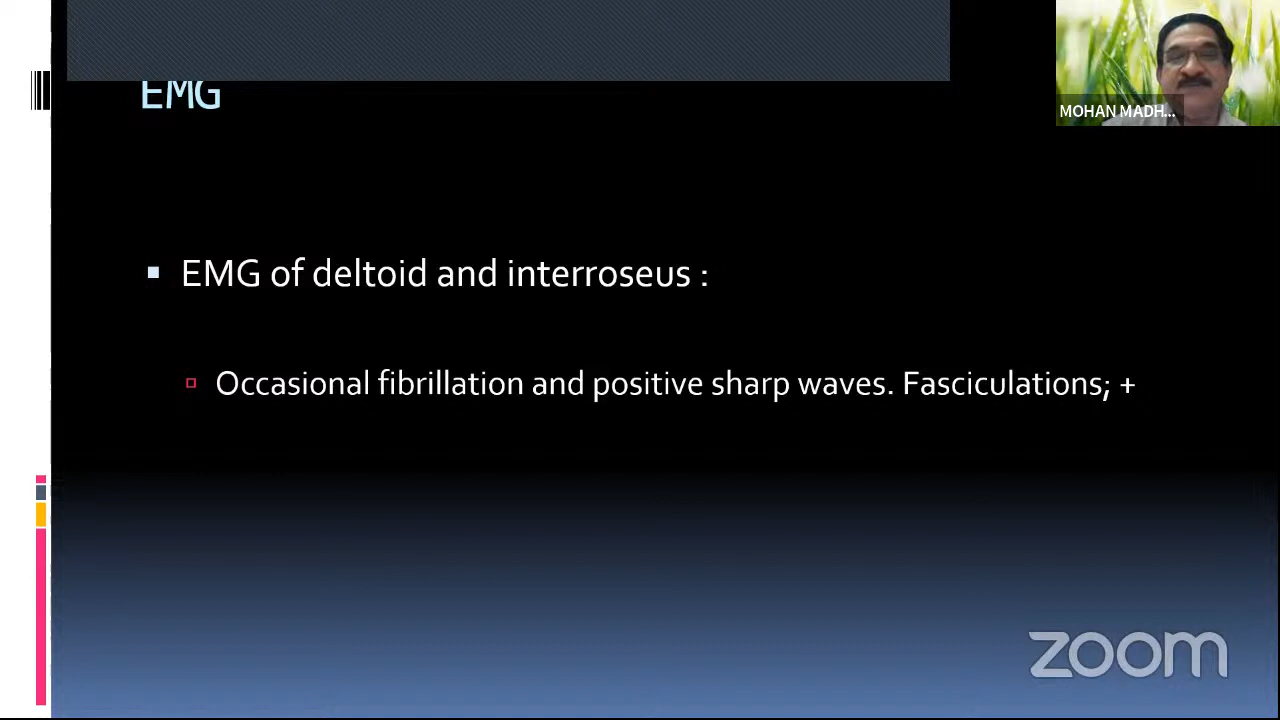 EMG
MOHAN MADH...
EMG of deltoid and interroseus :
Occasional fibrillation and positive sharp waves. Fasciculations; +
zoom